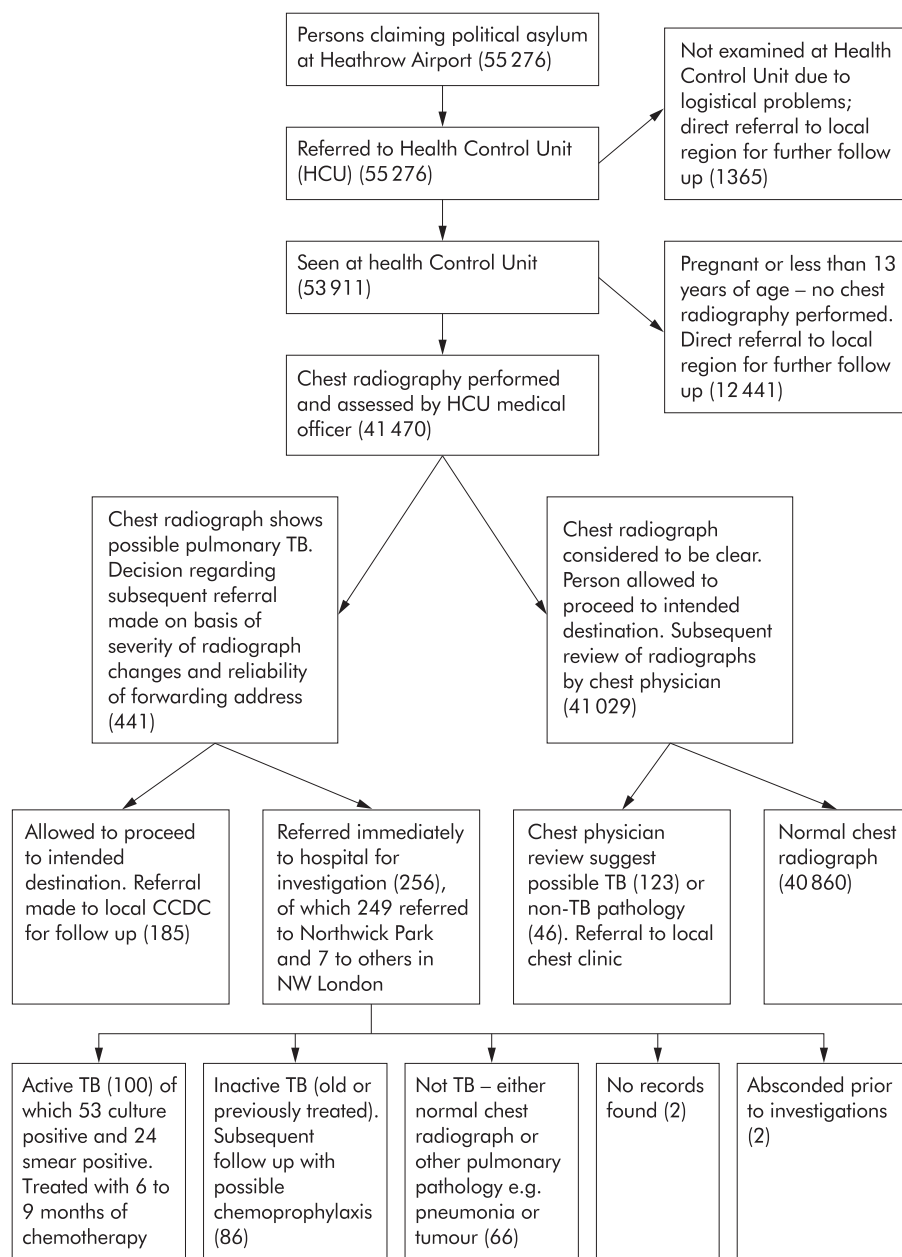 Persons claiming political asylum
at Heathrow Airport (55 276)
Not examined at Health
Control Unit due to
logistical problems;
direct referral to local
region for further follow
up (1365)
Referred to Health Control Unit
(HCU) (55 276)
Seen at health Control Unit
(53 911)
Pregnant or less than 13
years of age – no chest
radiography performed.
Direct referral to local
region for further follow
up (12 441)
Chest radiography performed
and assessed by HCU medical
officer (41 470)
Chest radiograph shows
possible pulmonary TB.
Decision regarding
subsequent referral
made on basis of
severity of radiograph
changes and reliability
of forwarding address
(441)
Chest radiograph
considered to be clear.
Person allowed to
proceed to intended
destination. Subsequent
review of radiographs
by chest physician
(41 029)
Allowed to proceed
to intended
destination. Referral
made to local CCDC
for follow up (185)
Referred immediately
to hospital for
investigation (256),
of which 249 referred
to Northwick Park
and 7 to others in
NW London
Chest physician
review suggest
possible TB (123) or
non-TB pathology
(46). Referral to local
chest clinic
Normal chest
radiograph
(40 860)
Active TB (100) of
which 53 culture
positive and 24
smear positive.
Treated with 6 to
9 months of
chemotherapy
Inactive TB (old or
previously treated).
Subsequent
follow up with
possible
chemoprophylaxis
(86)
Not TB – either
normal chest
radiograph or
other pulmonary
pathology e.g.
pneumonia or
tumour (66)
No records
found (2)
Absconded prior
to investigations
(2)